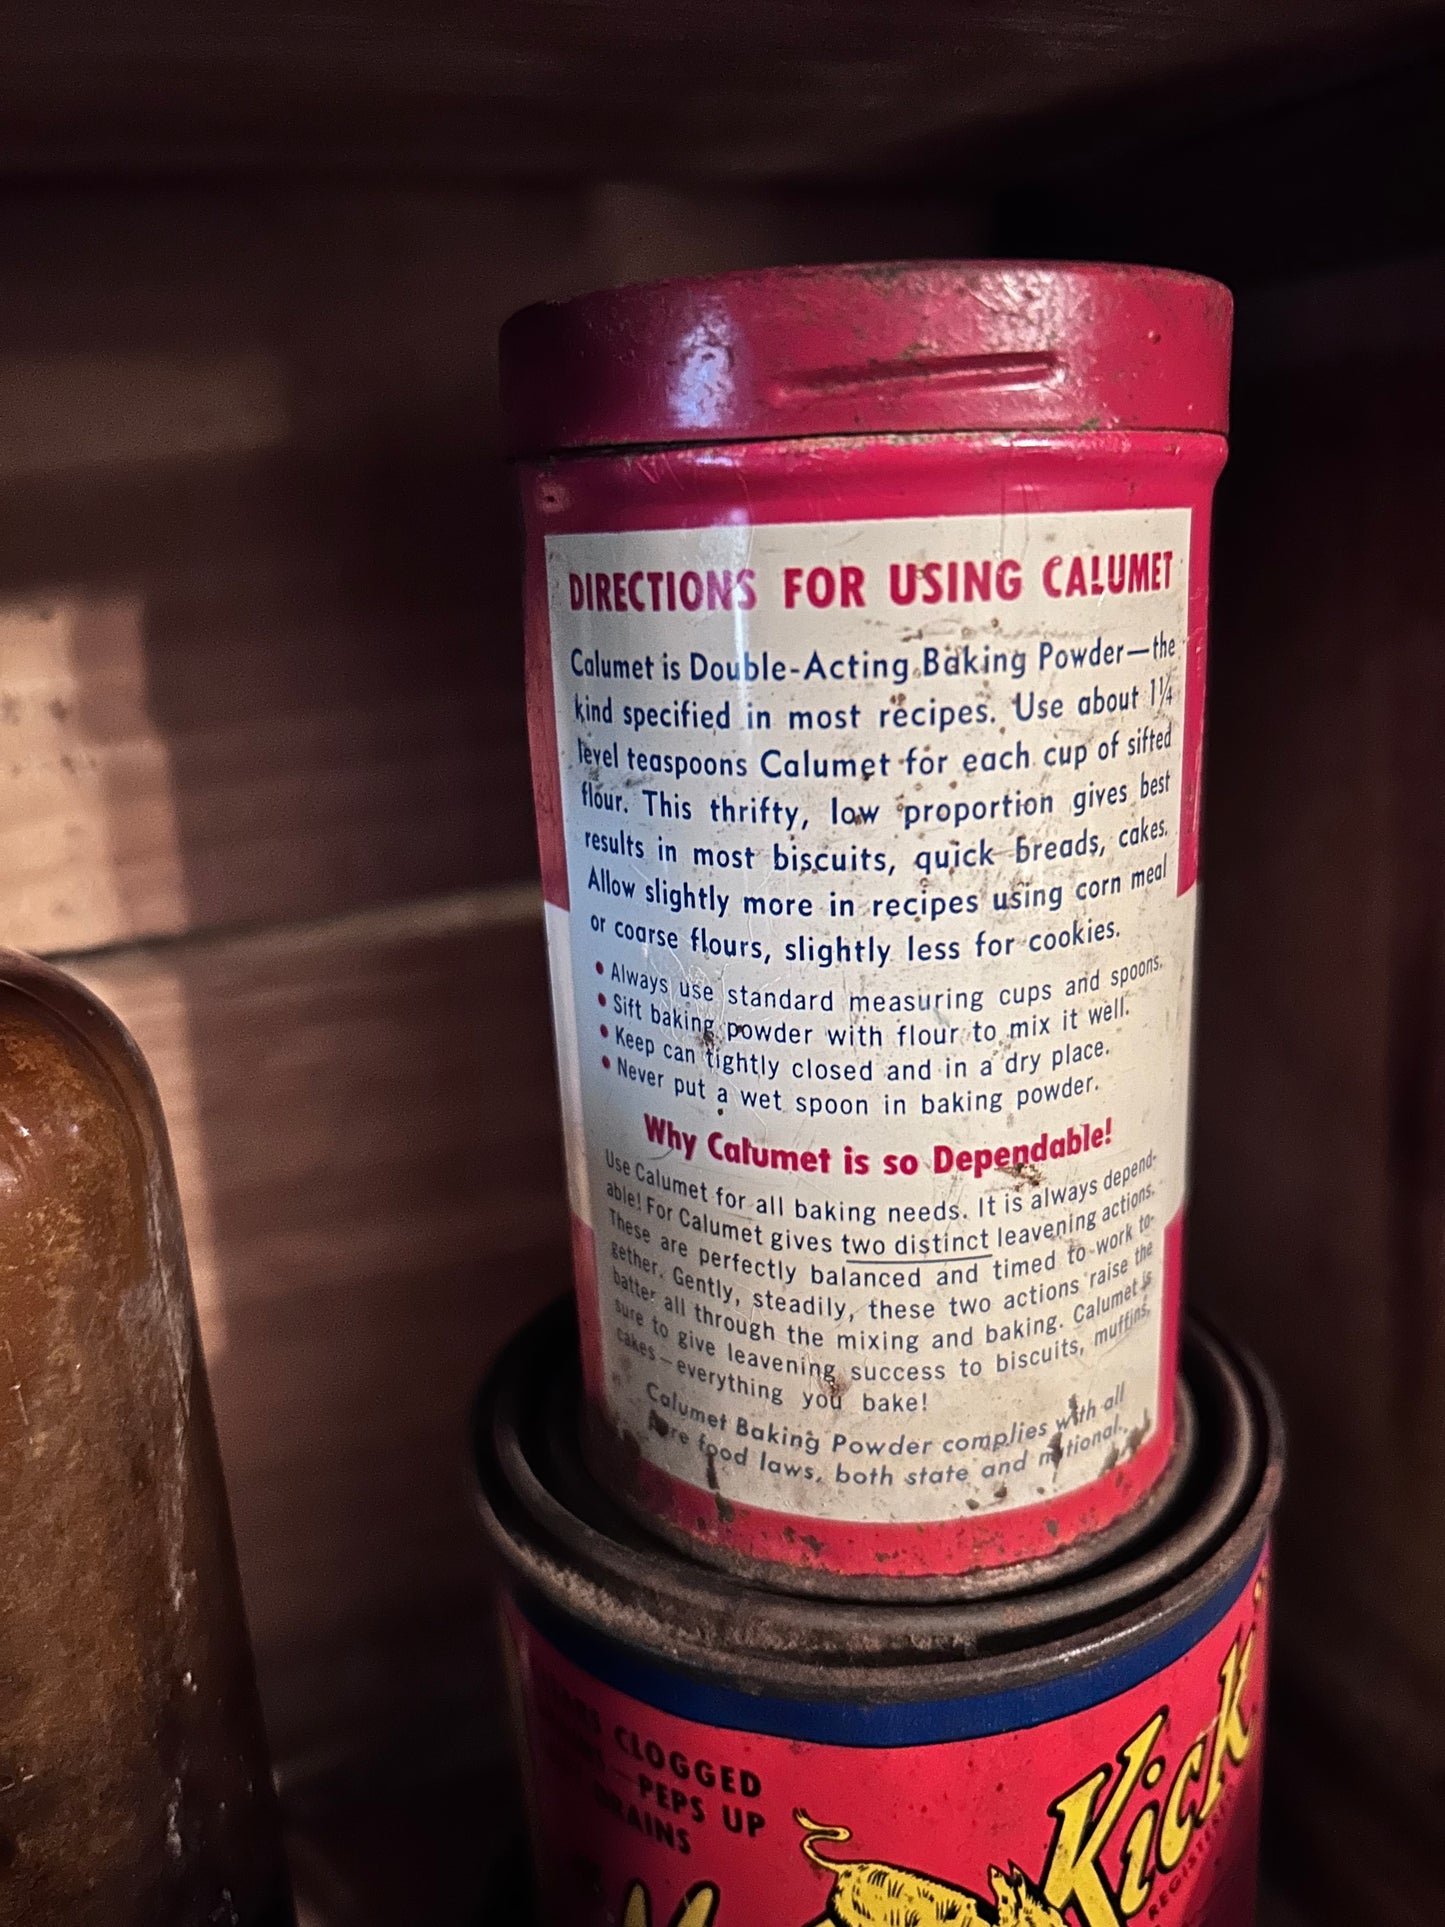 DIRECTIONS FOR USING CALUMET
Calumet is Double-Acting Baking Powder—the
kind specified in most recipes. Use about 1¼
level teaspoons Calumet for each cup of sifted
flour. This thrifty, low proportion gives best
results in most biscuits, quick breads, cakes.
Allow slightly more in recipes using corn meal
or coarse flours, slightly less for cookies.
• Always use standard measuring cups and spoons.
• Sift baking powder with flour to mix it well.
• Keep can tightly closed and in a dry place.
• Never put a wet spoon in baking powder.
Why Calumet is so Dependable!
Use Calumet for all baking needs. It is always depend-
able! For Calumet gives two distinct leavening actions.
These are perfectly balanced and timed to work to-
gether. Gently, steadily, these two actions raise the
batter all through the mixing and baking. Calumet is
sure to give leavening success to biscuits, muffins,
cakes—everything you bake!
Calumet Baking Powder complies with all
pure food laws, both state and national.
CLOGGED
PEPS UP
DRAINS
Kick